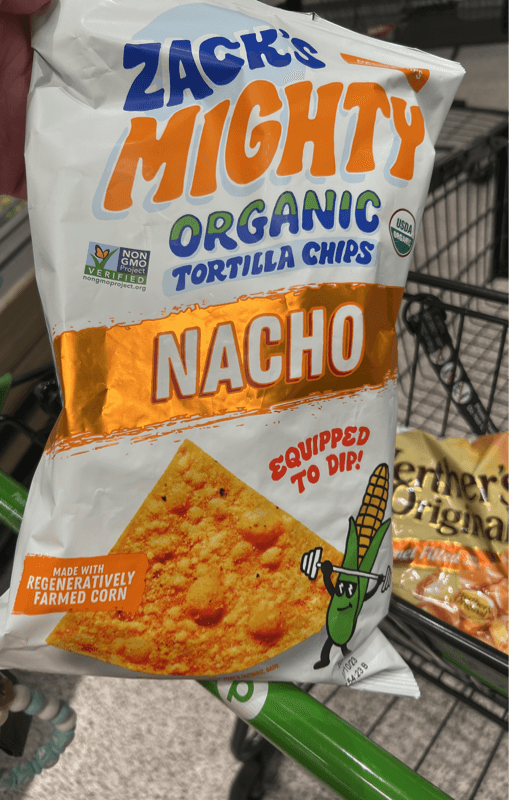 ZACK'S
MIGHTY
ORGANIC
TORTILLA CHIPS
USDA
ORGANIC
NON
GMO
Project
VERIFIED
nongmoproject.org
NACHO
EQUIPPED
TO DIP!
MADE WITH
REGENERATIVELY
FARMED CORN
erther's
Original